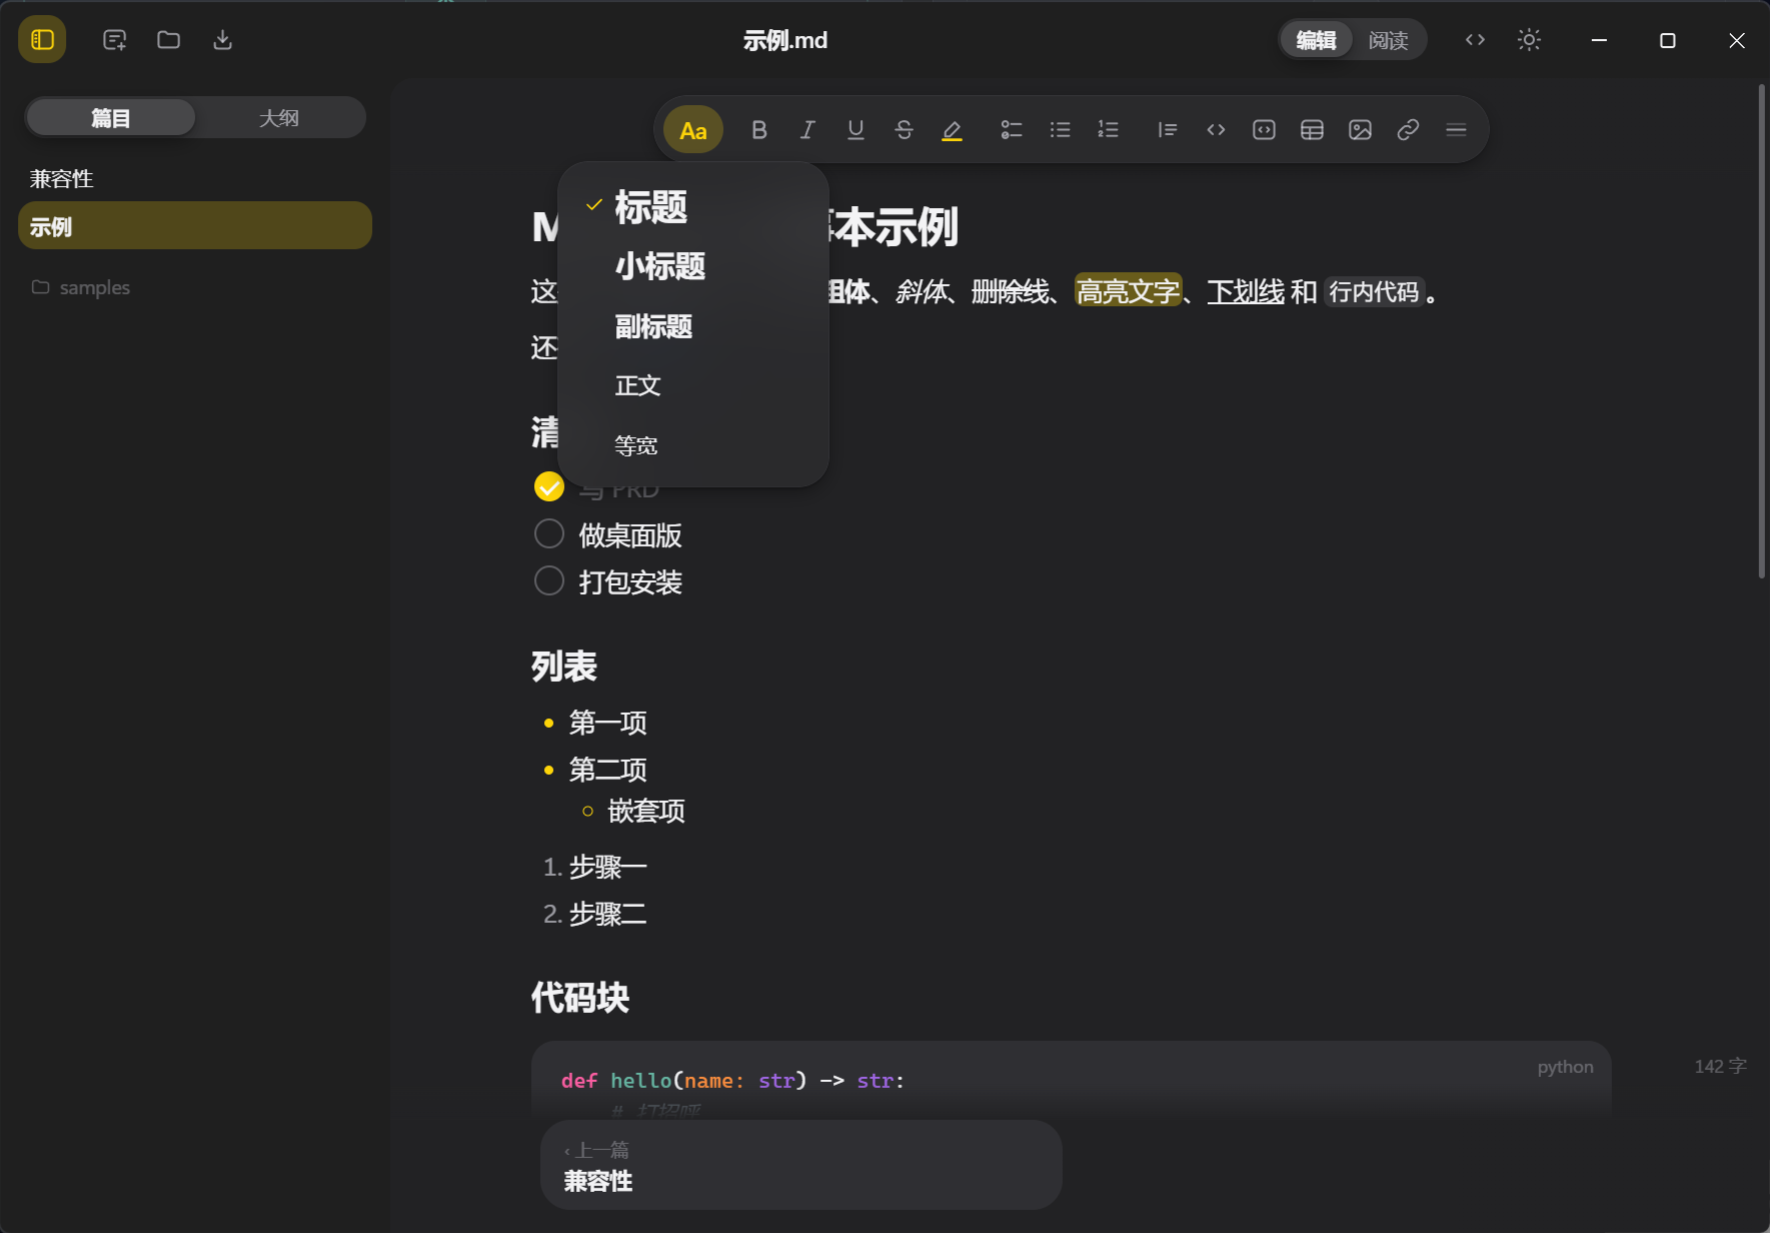 示例.md
编辑
阅读
篇目
大纲
兼容性
示例
samples
Aa
标题
小标题
副标题
正文
等宽
本示例
这
粗体、斜体、删除线、高亮文字、下划线 和 行内代码。
还
清
写 PRD
做桌面版
打包安装
列表
第一项
第二项
嵌套项
1. 步骤一
2. 步骤二
代码块
python
def hello(name: str) -> str:
# 打招呼
142 字
‹ 上一篇
兼容性